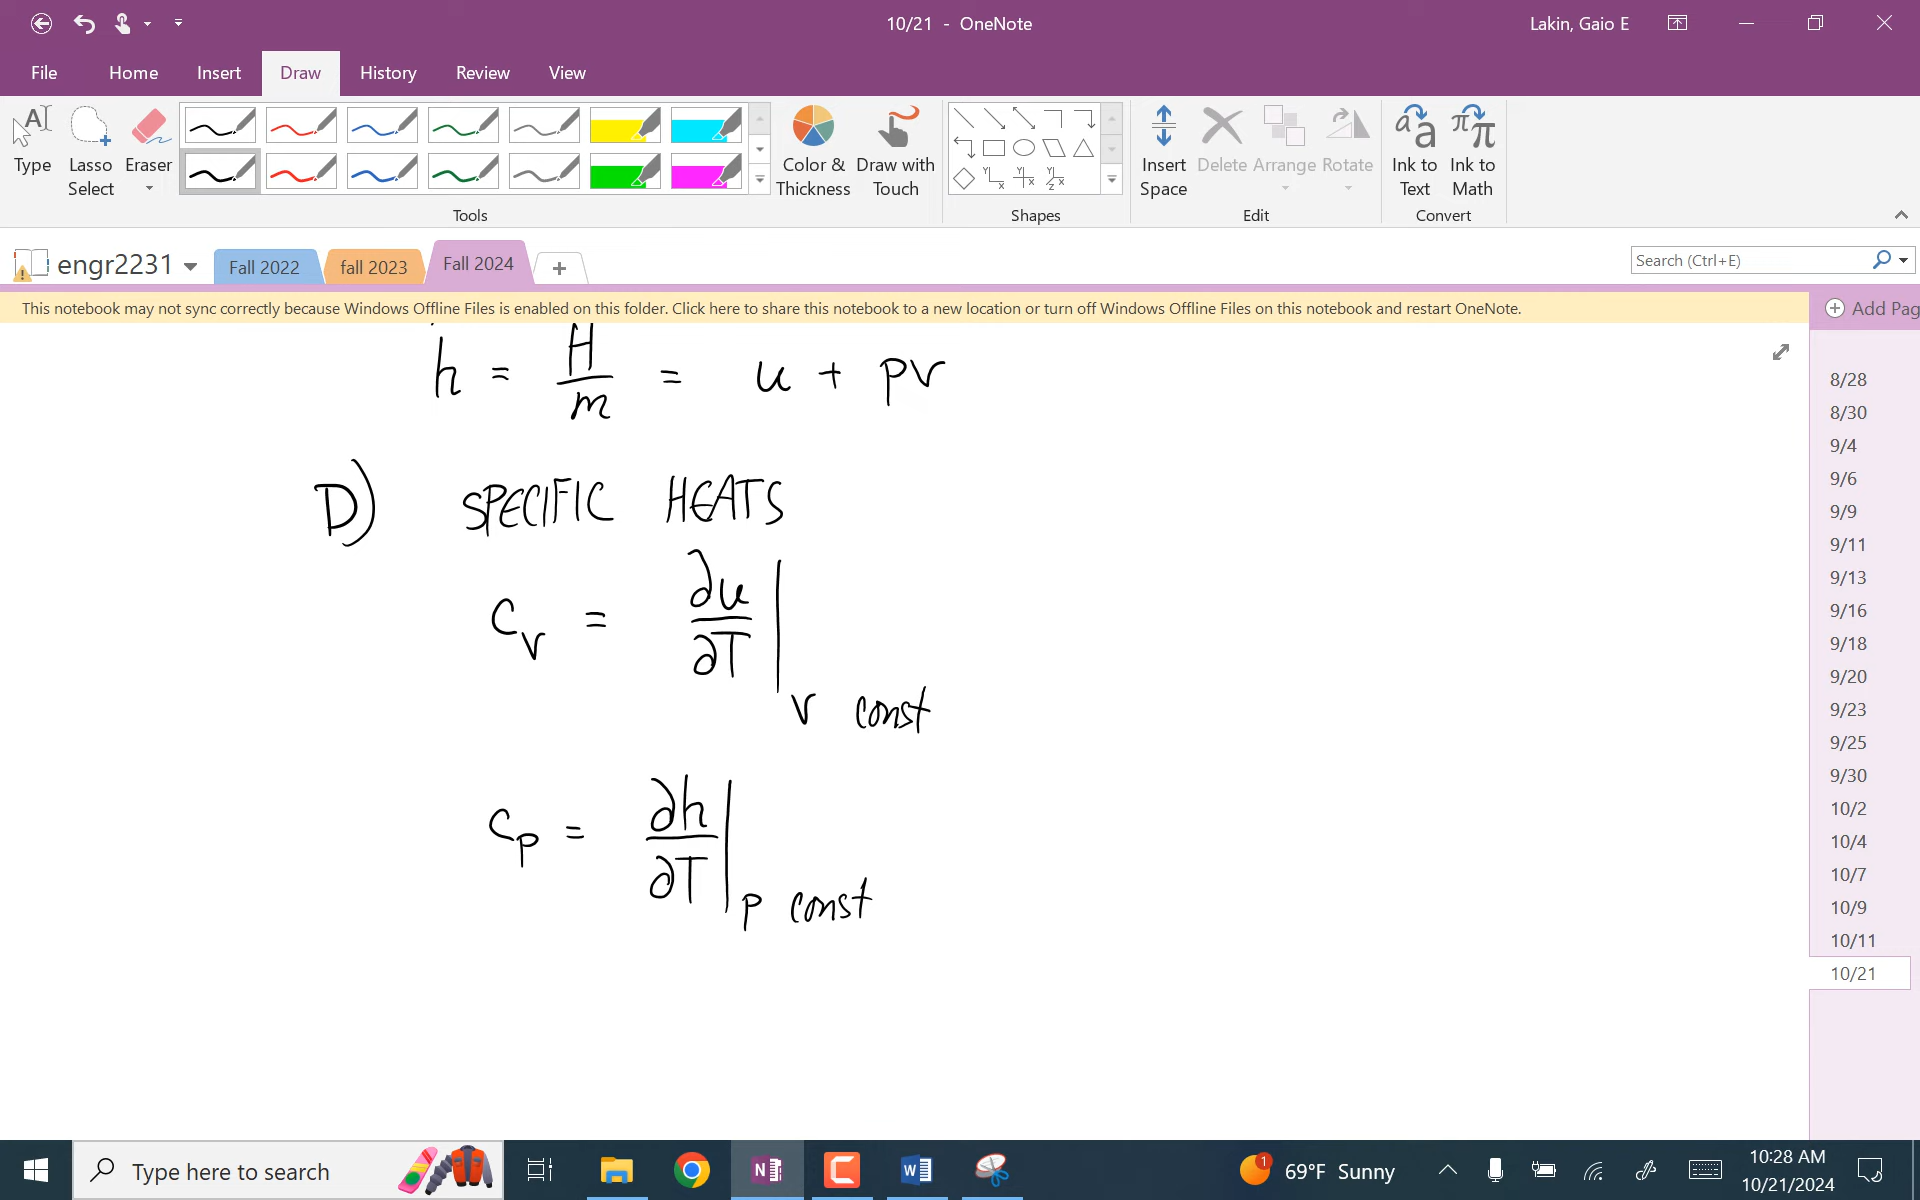 10/21 - OneNote
Lakin, Gaio E
File Home Insert Draw History Review View
Type
Lasso Select
Eraser
Color & Thickness
Draw with Touch
Insert Space
Delete
Arrange
Rotate
Ink to Text
Ink to Math
Tools
Shapes
Edit
Convert
engr2231
Fall 2022
fall 2023
Fall 2024
Search (Ctrl+E)
This notebook may not sync correctly because Windows Offline Files is enabled on this folder. Click here to share this notebook to a new location or turn off Windows Offline Files on this notebook and restart OneNote.
Add Pag
h = H/m = u + pv
D) SPECIFIC HEATS
c_v = ∂u/∂T | v const
c_p = ∂h/∂T | p const
8/28
8/30
9/4
9/6
9/9
9/11
9/13
9/16
9/18
9/20
9/23
9/25
9/30
10/2
10/4
10/7
10/9
10/11
10/21
Type here to search
1
69°F Sunny
10:28 AM
10/21/2024